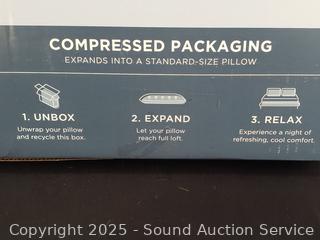 COMPRESSED PACKAGING
EXPANDS INTO A STANDARD-SIZE PILLOW
1. UNBOX
Unwrap your pillow
and recycle this box.
2. EXPAND
Let your pillow
reach full loft.
3. RELAX
Experience a night of
refreshing, cool comfort.
Copyright 2025 - Sound Auction Service